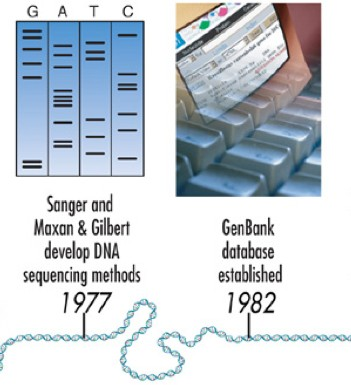 G A T C
Sanger and
Maxan & Gilbert
develop DNA
sequencing methods
1977
GenBank
database
established
1982